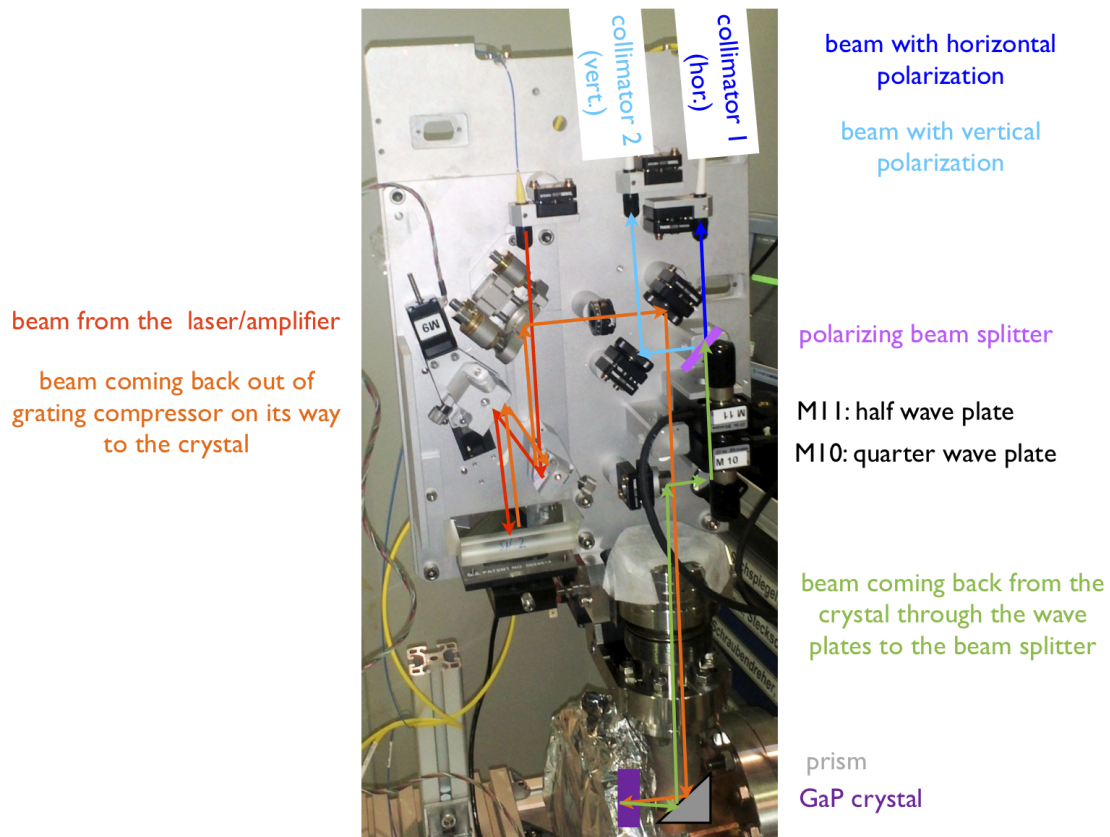 collimator 2
(vert.)
collimator 1
(hor.)
beam with horizontal
polarization
beam with vertical
polarization
M9
beam from the laser/amplifier
beam coming back out of
grating compressor on its way
to the crystal
polarizing beam splitter
M11: half wave plate
M10: quarter wave plate
M 11
M 10
beam coming back from the
crystal through the wave
plates to the beam splitter
chspiegel
Stecksch
Schraubendreher,
prism
GaP crystal